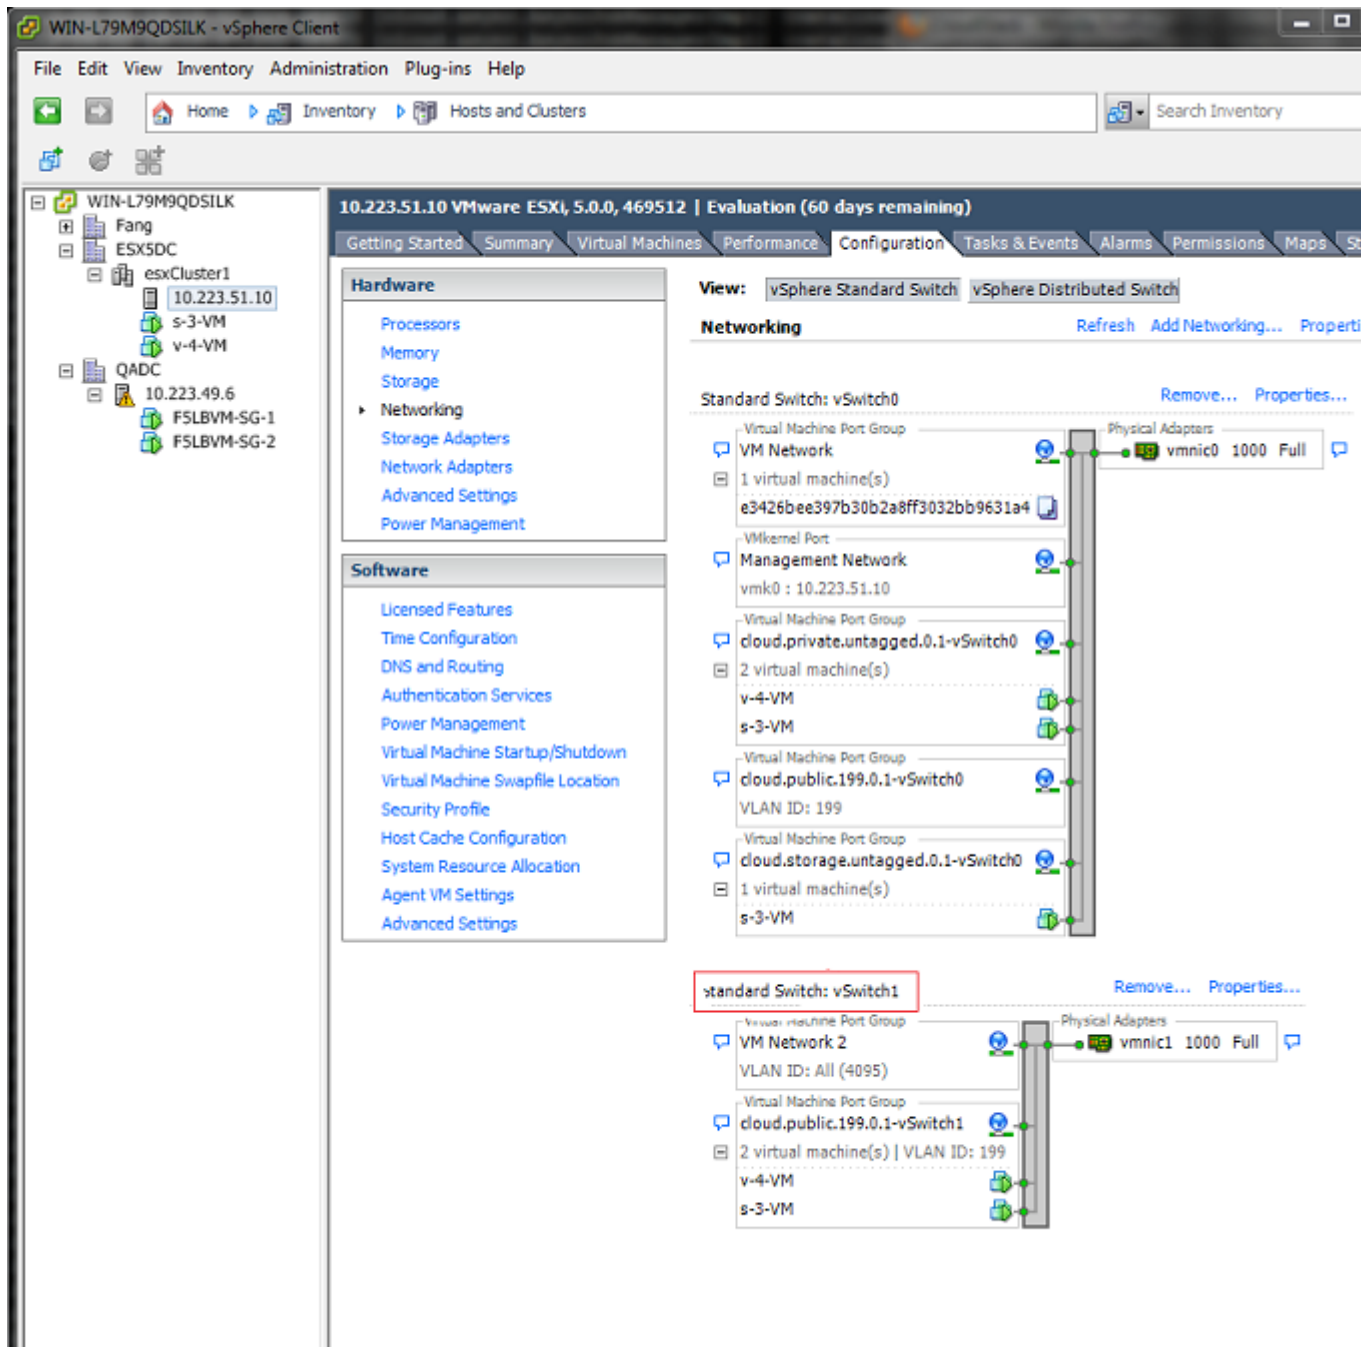 WIN-L79M9QDSILK - vSphere Client
File Edit View Inventory Administration Plug-ins Help
Home Inventory Hosts and Clusters Search Inventory
WIN-L79M9QDSILK
Fang
ESX5DC
esxCluster1
10.223.51.10
s-3-VM
v-4-VM
QADC
10.223.49.6
F5LBVM-SG-1
F5LBVM-SG-2
10.223.51.10 VMware ESXi, 5.0.0, 469512 | Evaluation (60 days remaining)
Getting Started Summary Virtual Machines Performance Configuration Tasks & Events Alarms Permissions Maps St
Hardware
Processors
Memory
Storage
Networking
Storage Adapters
Network Adapters
Advanced Settings
Power Management
Software
Licensed Features
Time Configuration
DNS and Routing
Authentication Services
Power Management
Virtual Machine Startup/Shutdown
Virtual Machine Swapfile Location
Security Profile
Host Cache Configuration
System Resource Allocation
Agent VM Settings
Advanced Settings
View: vSphere Standard Switch vSphere Distributed Switch
Networking Refresh Add Networking... Properti
Standard Switch: vSwitch0 Remove... Properties...
Virtual Machine Port Group Physical Adapters
VM Network vmnic0 1000 Full
1 virtual machine(s)
e3426bee397b30b2a8ff3032bb9631a4
VMkernel Port
Management Network
vmk0 : 10.223.51.10
Virtual Machine Port Group
cloud.private.untagged.0.1-vSwitch0
2 virtual machine(s)
v-4-VM
s-3-VM
Virtual Machine Port Group
cloud.public.199.0.1-vSwitch0
VLAN ID: 199
Virtual Machine Port Group
cloud.storage.untagged.0.1-vSwitch0
1 virtual machine(s)
s-3-VM
Standard Switch: vSwitch1 Remove... Properties...
Virtual Machine Port Group Physical Adapters
VM Network 2 vmnic1 1000 Full
VLAN ID: All (4095)
Virtual Machine Port Group
cloud.public.199.0.1-vSwitch1
2 virtual machine(s) | VLAN ID: 199
v-4-VM
s-3-VM